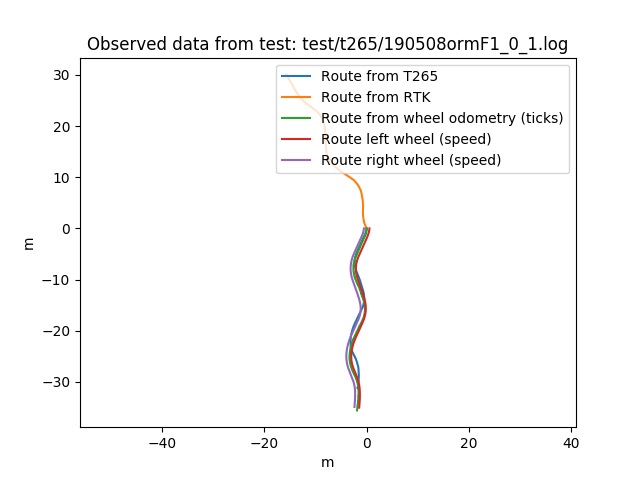 Observed data from test: test/t265/190508ormF1_0_1.log
Route from T265
Route from RTK
Route from wheel odometry (ticks)
Route left wheel (speed)
Route right wheel (speed)
30
20
10
0
−10
−20
−30
m
−40
−20
0
20
40
m